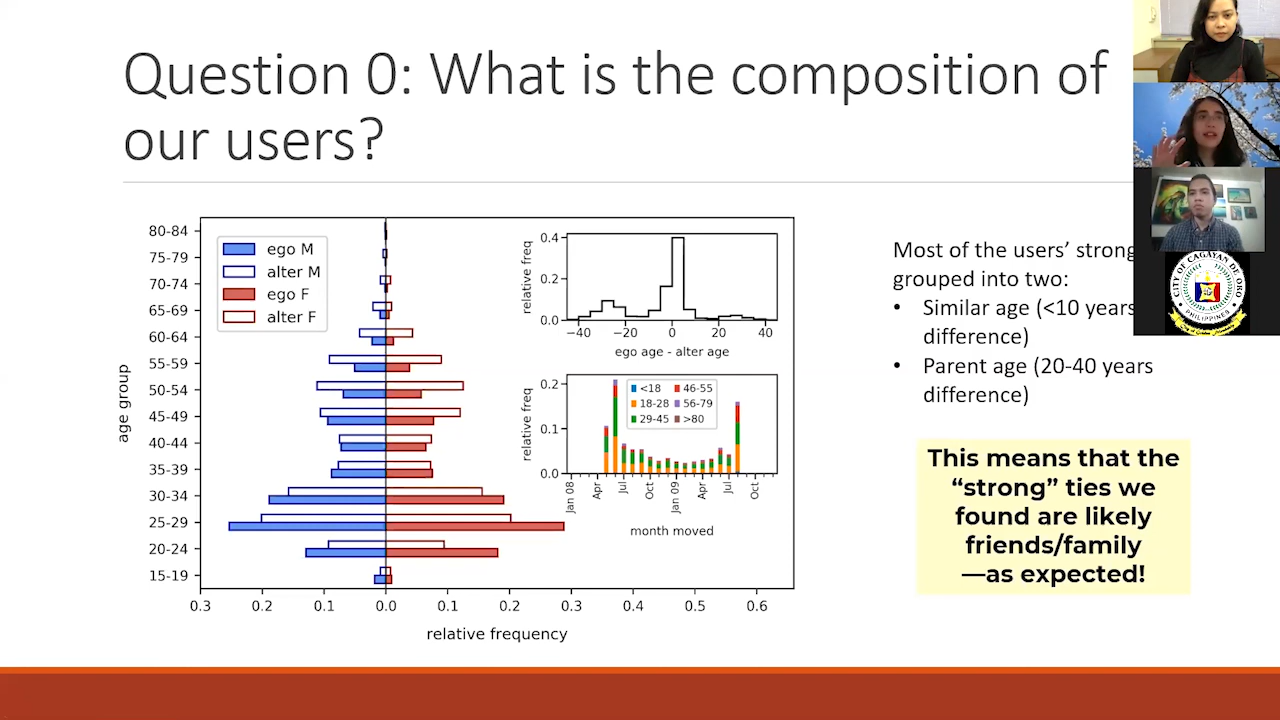 Question 0: What is the composition of
our users?
80-84
75-79
70-74
65-69
60-64
55-59
50-54
45-49
40-44
35-39
30-34
25-29
20-24
15-19
age group
0.3 0.2 0.1 0.0 0.1 0.2 0.3 0.4 0.5 0.6
relative frequency
ego M
alter M
ego F
alter F
0.4
0.2
0.0
relative freq
−40 −20 0 20 40
ego age - alter age
0.2
0.1
0.0
relative freq
<18 46-55
18-28 56-79
29-45 >80
Jan 08 Apr Jul Oct Jan 09 Apr Jul Oct
month moved
Most of the users’ strong
grouped into two:
• Similar age (<10 years
difference)
• Parent age (20-40 years
difference)
This means that the
“strong” ties we
found are likely
friends/family
—as expected!
CITY OF CAGAYAN DE ORO
PHILIPPINES